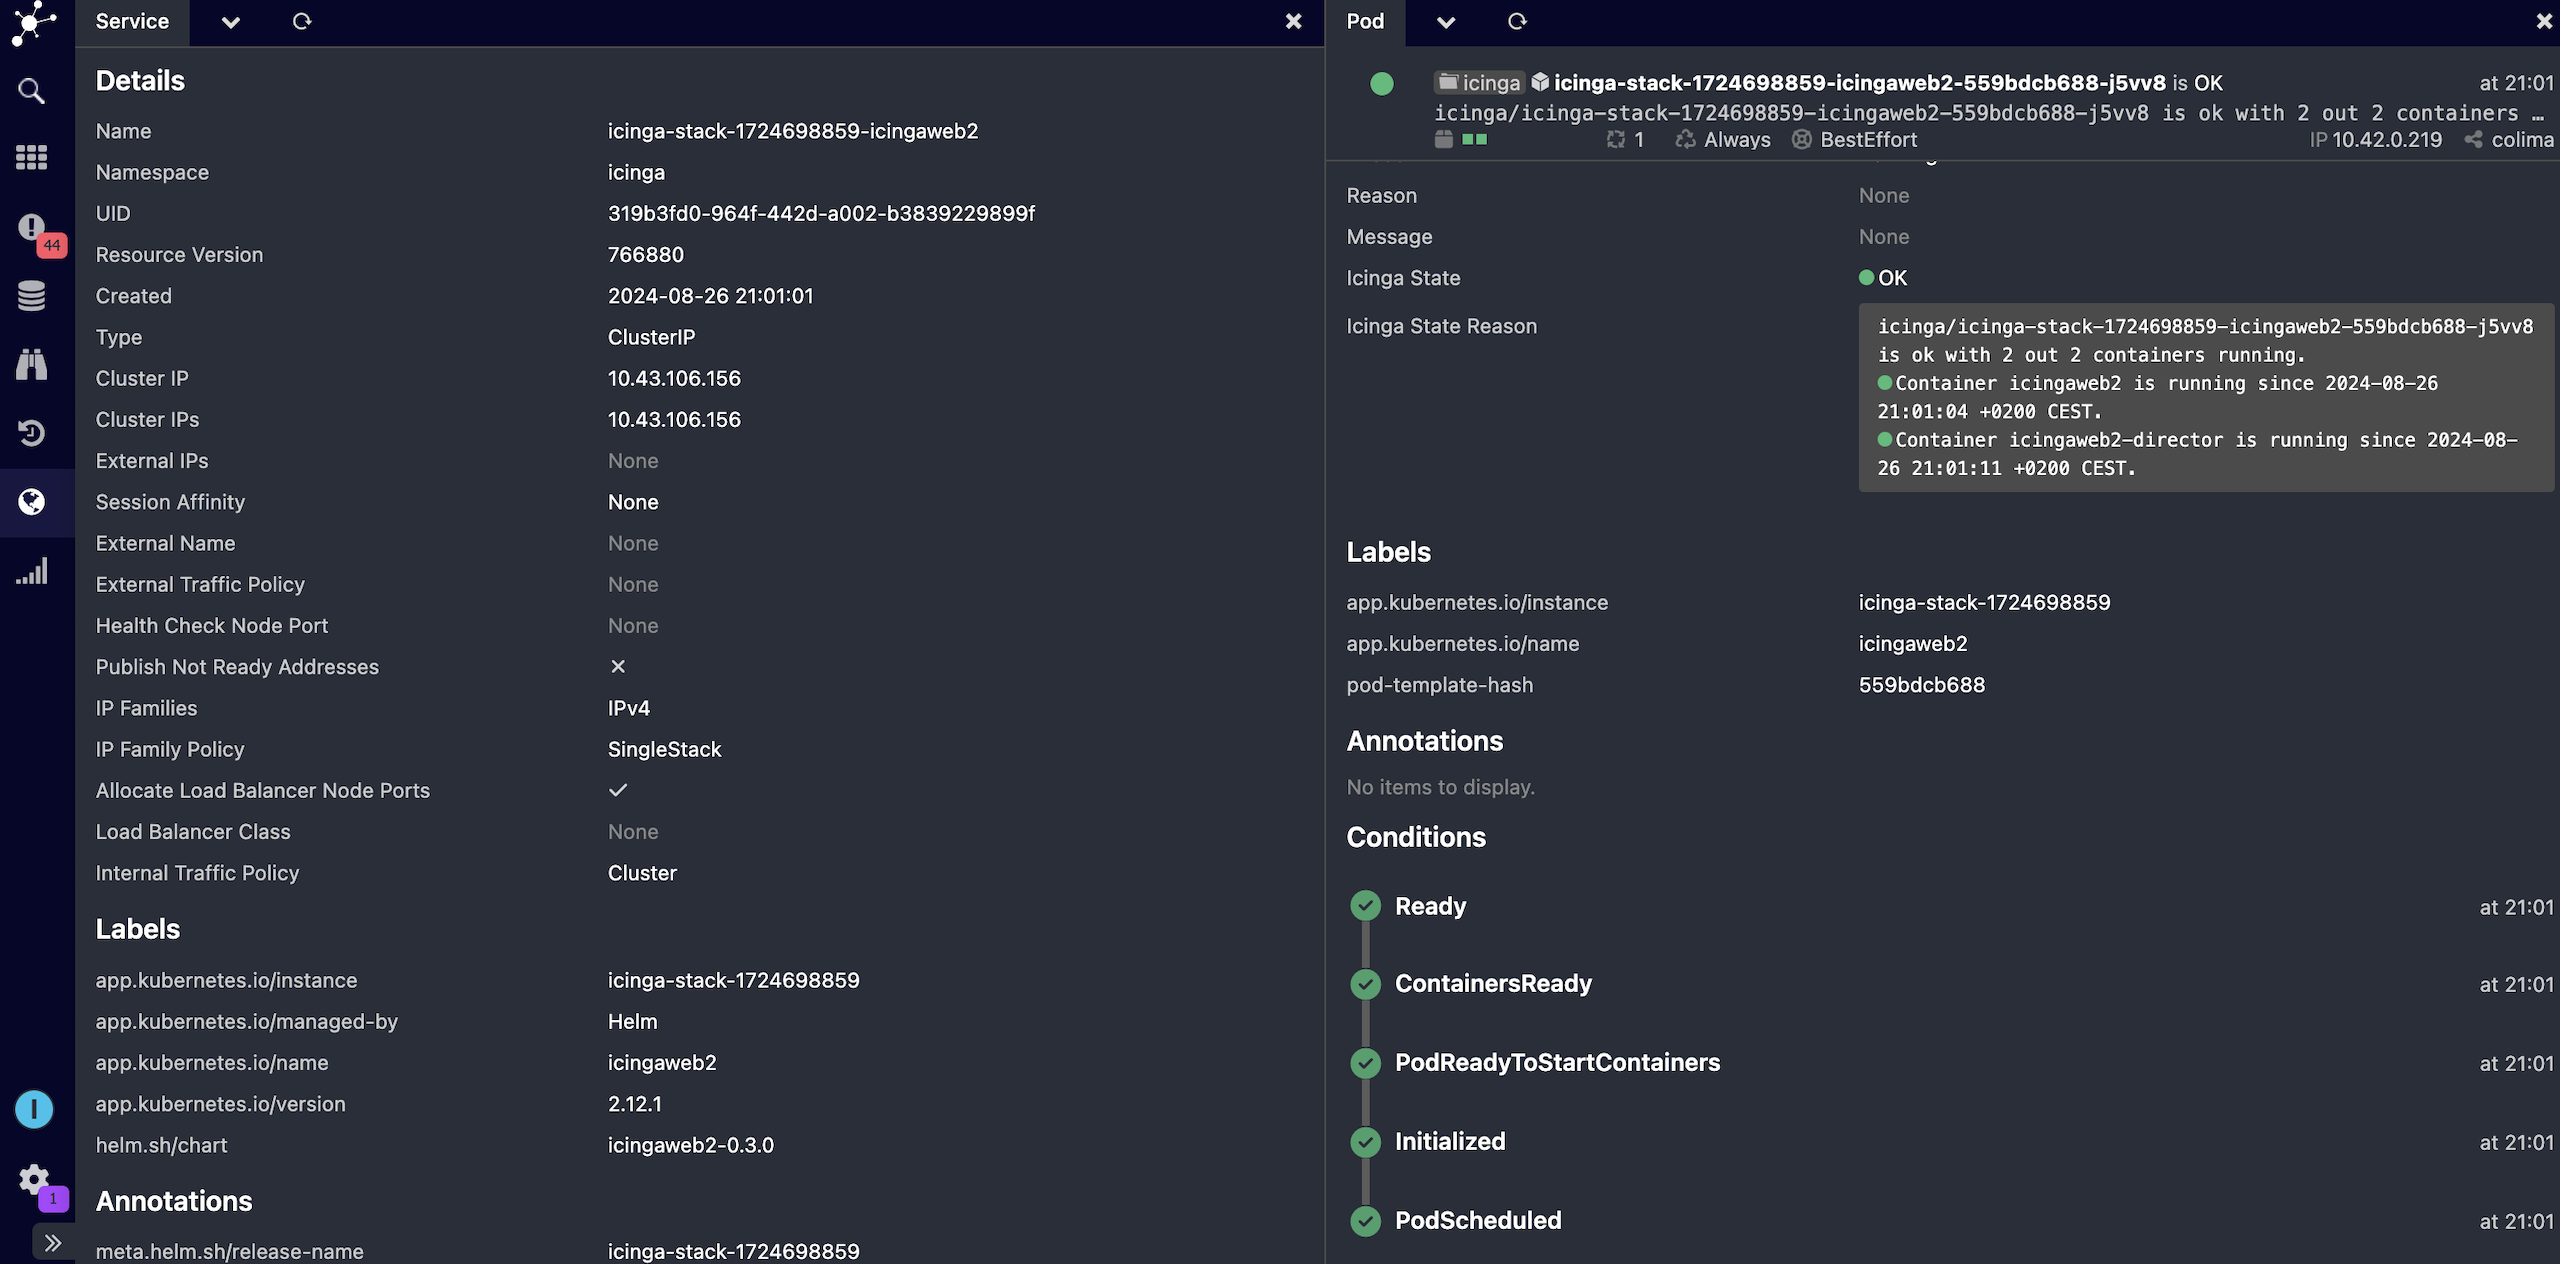 Service
Details
Name icinga-stack-1724698859-icingaweb2
Namespace icinga
UID 319b3fd0-964f-442d-a002-b3839229899f
Resource Version 766880
Created 2024-08-26 21:01:01
Type ClusterIP
Cluster IP 10.43.106.156
Cluster IPs 10.43.106.156
External IPs None
Session Affinity None
External Name None
External Traffic Policy None
Health Check Node Port None
Publish Not Ready Addresses
IP Families IPv4
IP Family Policy SingleStack
Allocate Load Balancer Node Ports
Load Balancer Class None
Internal Traffic Policy Cluster
Labels
app.kubernetes.io/instance icinga-stack-1724698859
app.kubernetes.io/managed-by Helm
app.kubernetes.io/name icingaweb2
app.kubernetes.io/version 2.12.1
helm.sh/chart icingaweb2-0.3.0
Annotations
meta.helm.sh/release-name icinga-stack-1724698859
44
I
1
Pod
icinga icinga-stack-1724698859-icingaweb2-559bdcb688-j5vv8 is OK at 21:01
icinga/icinga-stack-1724698859-icingaweb2-559bdcb688-j5vv8 is ok with 2 out 2 containers …
1 Always BestEffort IP 10.42.0.219 colima
Reason None
Message None
Icinga State OK
Icinga State Reason
icinga/icinga-stack-1724698859-icingaweb2-559bdcb688-j5vv8
is ok with 2 out 2 containers running.
Container icingaweb2 is running since 2024-08-26
21:01:04 +0200 CEST.
Container icingaweb2-director is running since 2024-08-
26 21:01:11 +0200 CEST.
Labels
app.kubernetes.io/instance icinga-stack-1724698859
app.kubernetes.io/name icingaweb2
pod-template-hash 559bdcb688
Annotations
No items to display.
Conditions
Ready at 21:01
ContainersReady at 21:01
PodReadyToStartContainers at 21:01
Initialized at 21:01
PodScheduled at 21:01